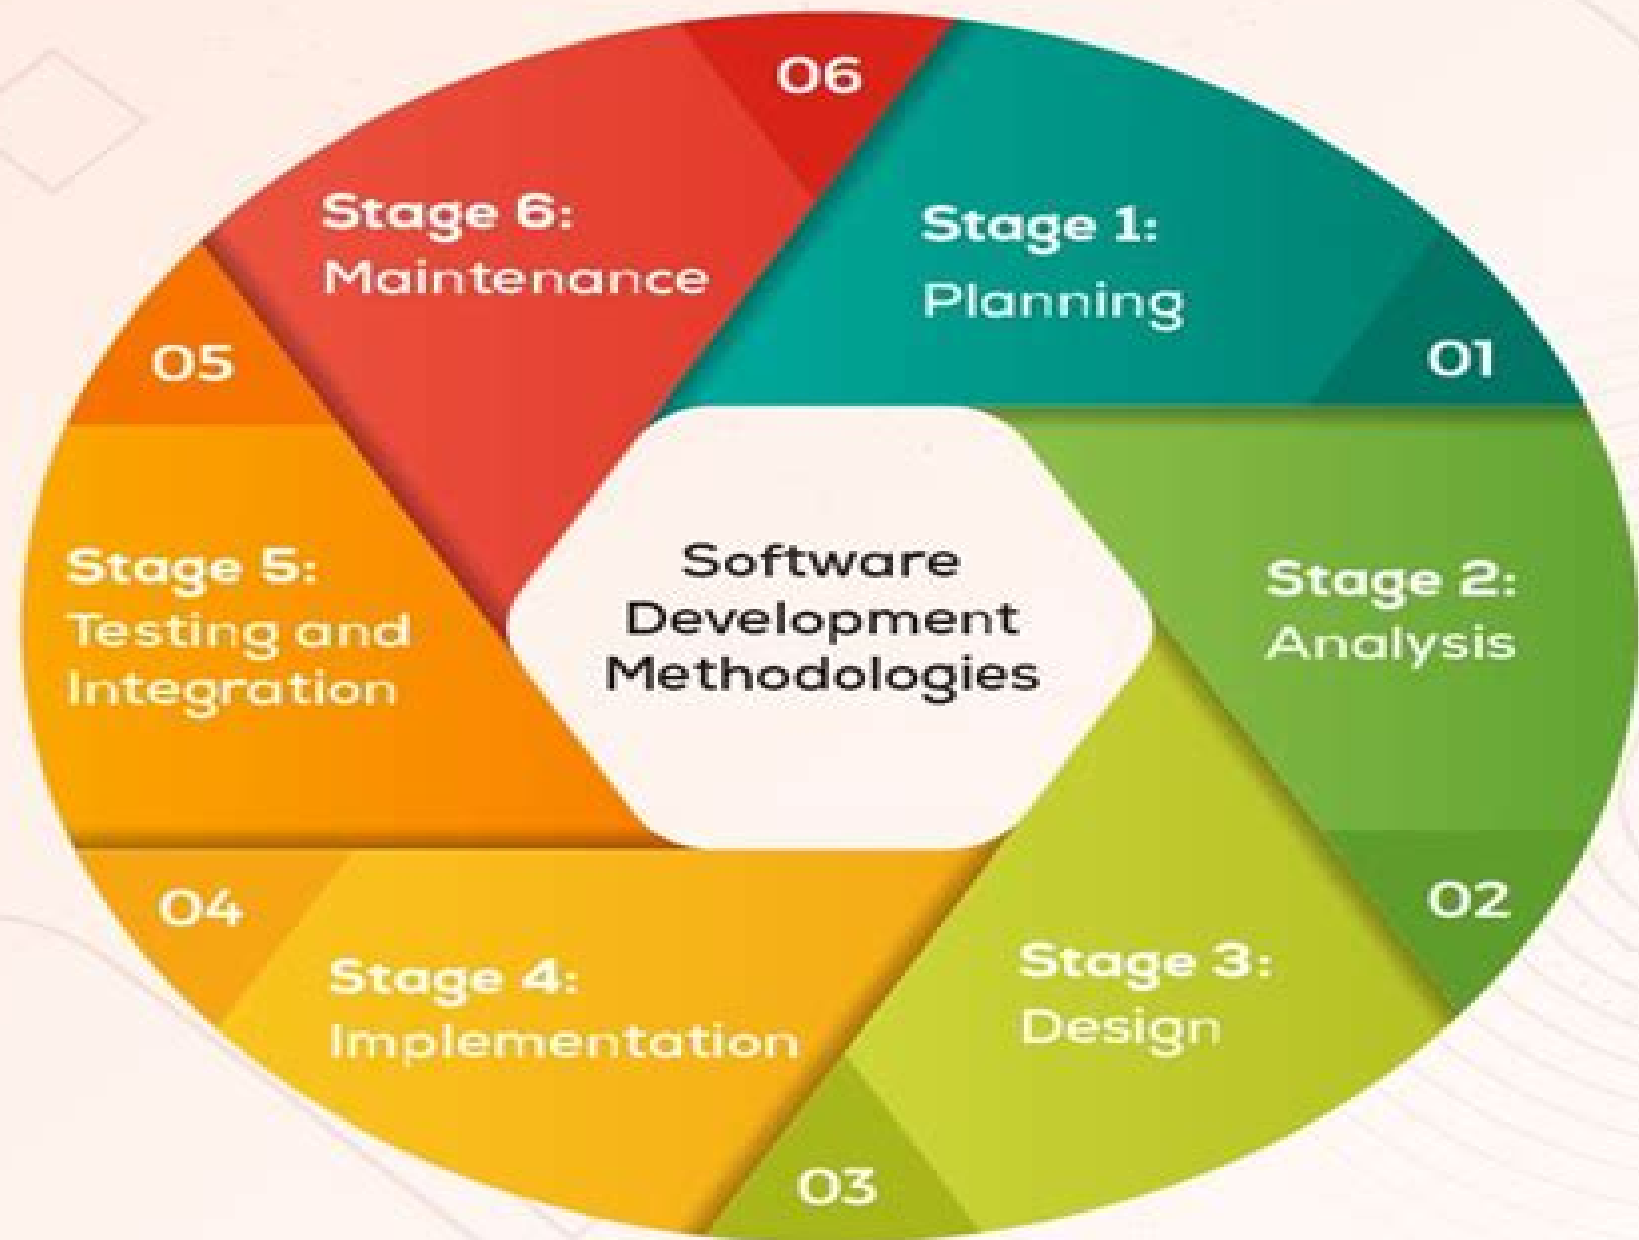 06
Stage 6:
Maintenance
Stage 1:
Planning
01
05
Software
Development
Methodologies
Stage 5:
Testing and
Integration
Stage 2:
Analysis
02
04
Stage 4:
Implementation
Stage 3:
Design
03